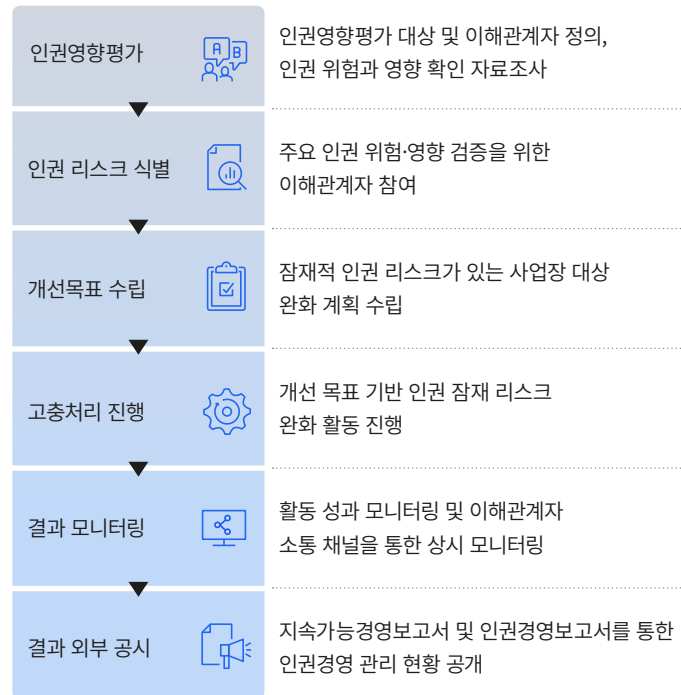 인권영향평가
A B
인권영향평가 대상 및 이해관계자 정의,
인권 위험과 영향 확인 자료조사
인권 리스크 식별
주요 인권 위험·영향 검증을 위한
이해관계자 참여
개선목표 수립
잠재적 인권 리스크가 있는 사업장 대상
완화 계획 수립
고충처리 진행
개선 목표 기반 인권 잠재 리스크
완화 활동 진행
결과 모니터링
활동 성과 모니터링 및 이해관계자
소통 채널을 통한 상시 모니터링
결과 외부 공시
지속가능경영보고서 및 인권경영보고서를 통한
인권경영 관리 현황 공개